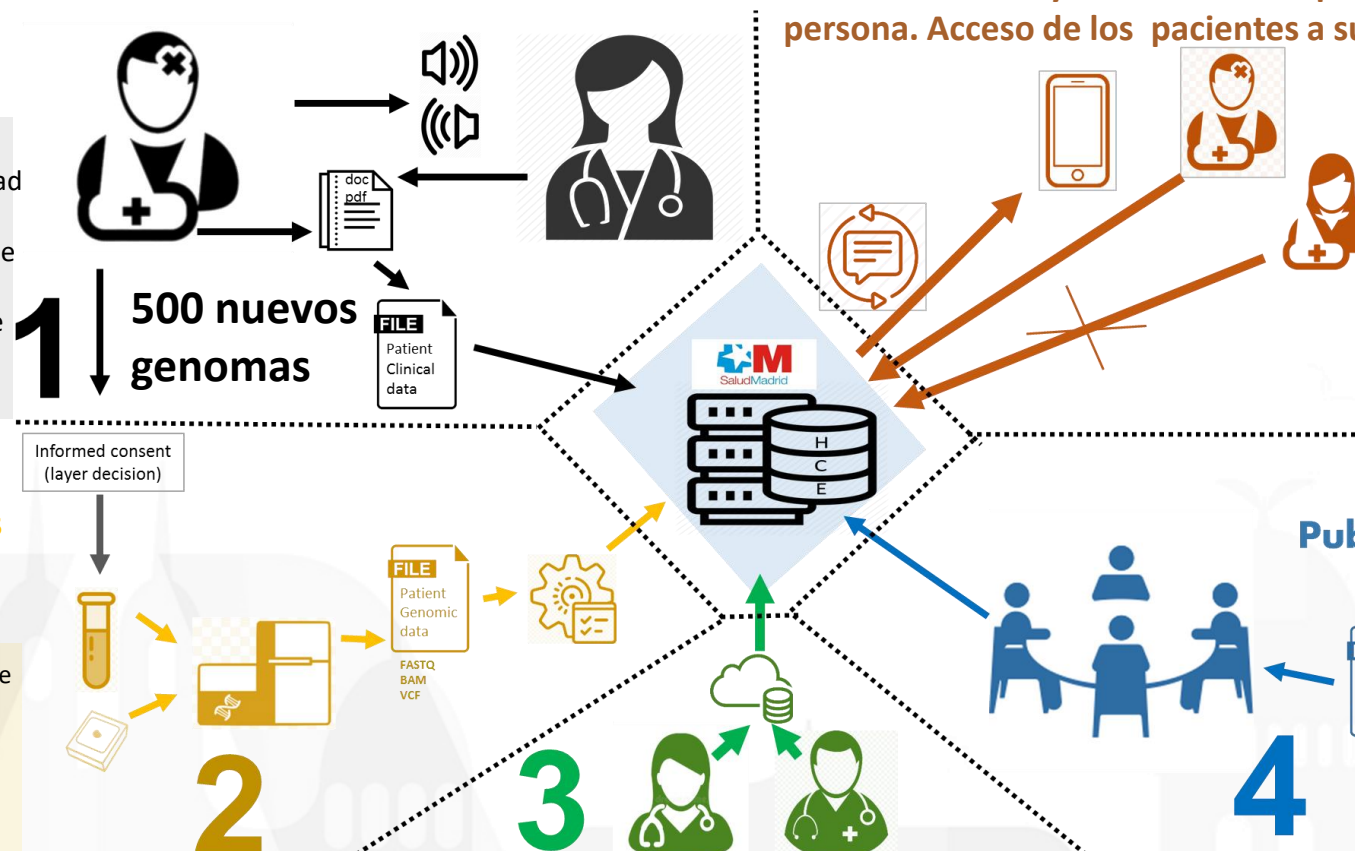 persona. Acceso de los pacientes a su
doc
pdf
ad
e
e
1
500 nuevos
genomas
FILE
Patient
Clinical
data
M
SaludMadrid
H
C
E
Informed consent
(layer decision)
s
FILE
Patient
Genomic
data
FASTQ
BAM
VCF
e
2
3
Pub
4